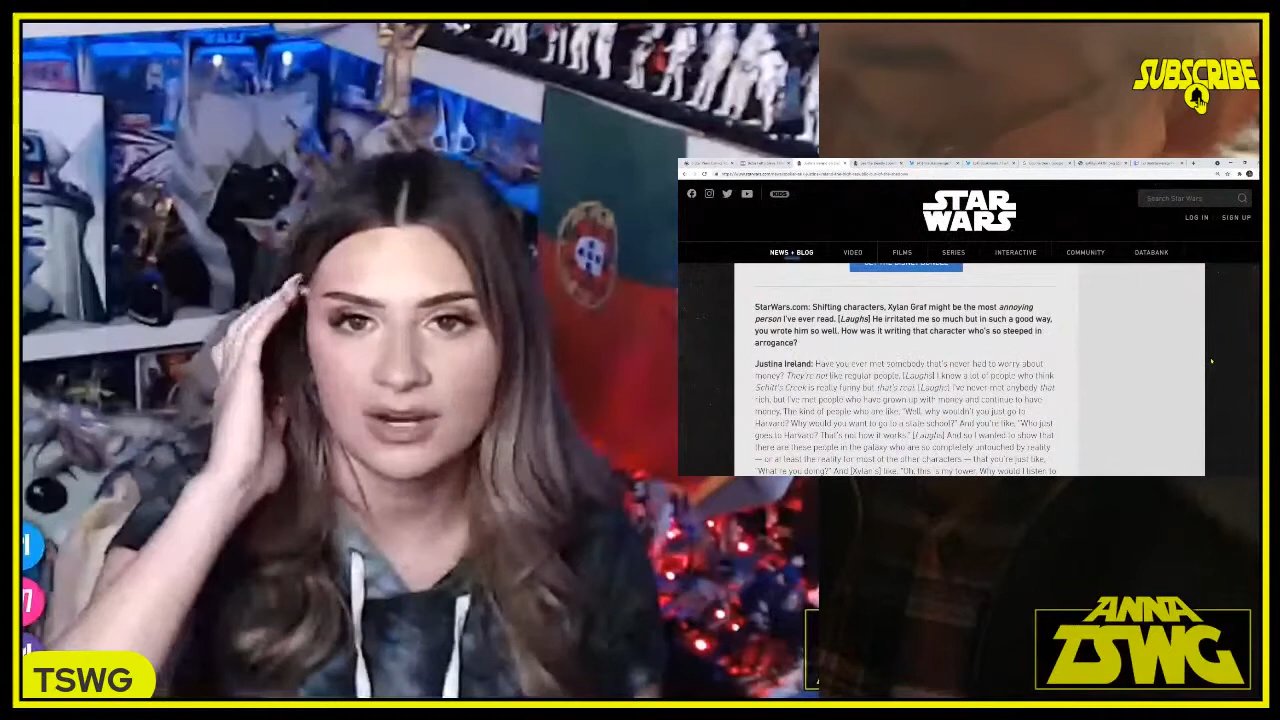 SUBSCRIBE
STAR
WARS
KIDS
Search Star Wars
LOG IN
SIGN UP
NEWS + BLOG
VIDEO
FILMS
SERIES
INTERACTIVE
COMMUNITY
DATABANK
StarWars.com: Shifting characters, Xylan Graf might be the most annoying
person I've ever read. [Laughs] He irritated me so much but in such a good way,
you wrote him so well. How was it writing that character who's so steeped in
arrogance?
Justina Ireland: Have you ever met somebody that's never had to worry about
money? They're not like regular people. [Laughs] I know a lot of people who think
Schitt's Creek is really funny but that's real. [Laughs] I've never met anybody that
rich, but I've met people who have grown up with money and continue to have
money. The kind of people who are like, "Well, why wouldn't you just go to
Harvard? Why would you want to go to a state school?" And you're like, "Who just
goes to Harvard? That's not how it works." [Laughs] And so I wanted to show that
there are these people in the galaxy who are so completely untouched by reality
— or at least the reality for most of the other characters — that you're just like,
"What're you doing?" And [Xylan's] like, "Oh, this is my tower. Why would I listen to
ANNA
TSWG
TSWG